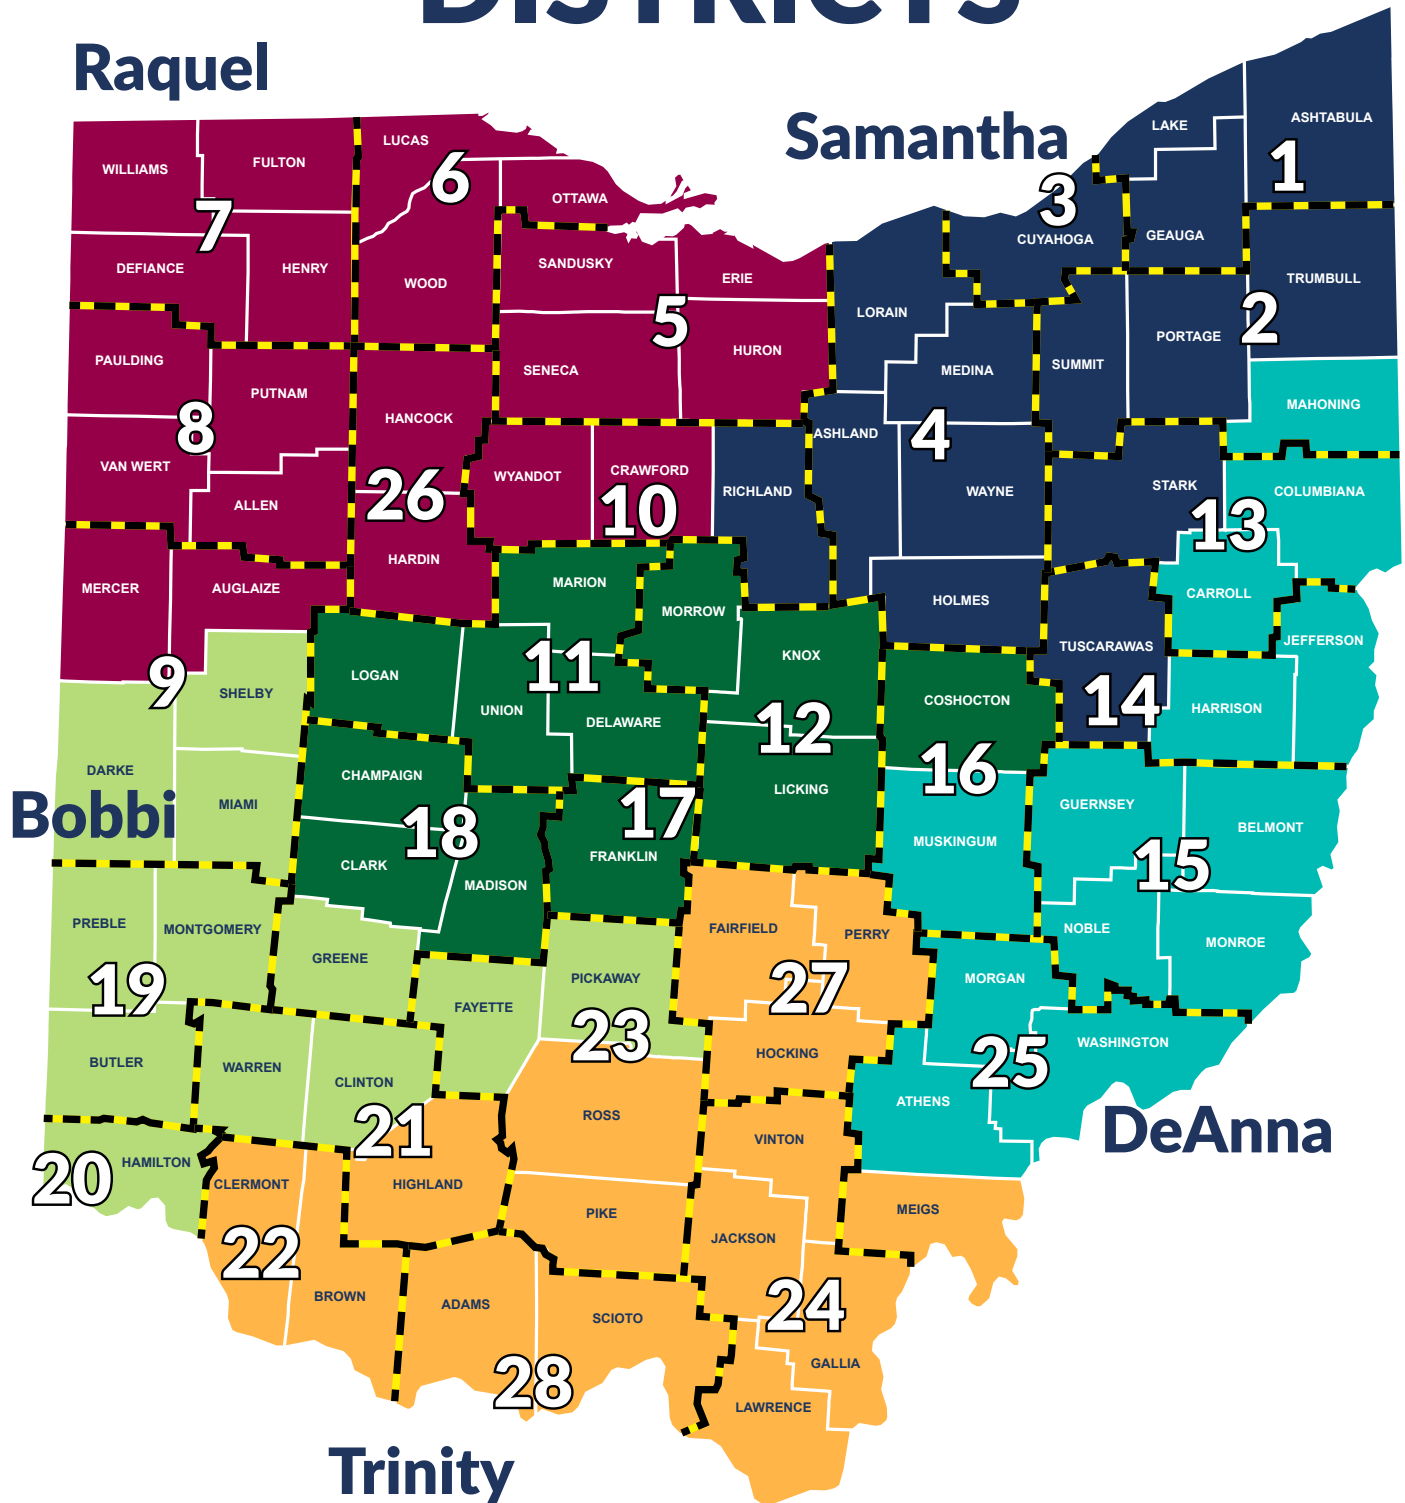 DISTRICTS
Raquel
Samantha
LUCAS
LAKE
ASHTABULA
WILLIAMS
FULTON
6
1
OTTAWA
3
7
CUYAHOGA
GEAUGA
DEFIANCE
HENRY
SANDUSKY
ERIE
TRUMBULL
WOOD
LORAIN
2
5
PORTAGE
PAULDING
HURON
SUMMIT
SENECA
MEDINA
PUTNAM
MAHONING
HANCOCK
8
ASHLAND
4
VAN WERT
WYANDOT
CRAWFORD
RICHLAND
WAYNE
STARK
COLUMBIANA
26
ALLEN
10
13
HARDIN
MERCER
AUGLAIZE
MARION
CARROLL
MORROW
HOLMES
JEFFERSON
TUSCARAWAS
KNOX
LOGAN
11
9
SHELBY
COSHOCTON
14
HARRISON
UNION
DELAWARE
12
DARKE
CHAMPAIGN
16
LICKING
MIAMI
GUERNSEY
Bobbi
17
BELMONT
18
MUSKINGUM
FRANKLIN
CLARK
15
MADISON
PREBLE
MONTGOMERY
FAIRFIELD
PERRY
NOBLE
MONROE
GREENE
PICKAWAY
MORGAN
19
27
FAYETTE
23
WASHINGTON
HOCKING
BUTLER
WARREN
25
CLINTON
ATHENS
ROSS
21
DeAnna
VINTON
HAMILTON
20
CLERMONT
HIGHLAND
PIKE
MEIGS
JACKSON
22
BROWN
ADAMS
24
SCIOTO
GALLIA
28
LAWRENCE
Trinity